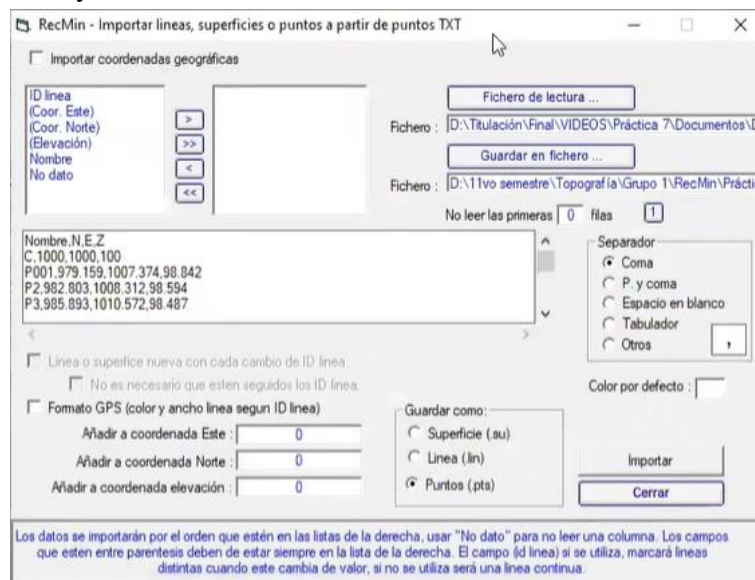 RecMin - Importar lineas, superficies o puntos a partir de puntos TXT
Importar coordenadas geográficas
ID linea
(Coor. Este)
(Coor. Norte)
(Elevación)
Nombre
No dato
>
>>
<
<<
Fichero de lectura ...
Fichero : D:\Titulación\Final\VIDEOS\Práctica 7\Documentos\D
Guardar en fichero ...
Fichero : D:\11vo semestre\Topografía\Grupo 1\RecMin\Prácti
No leer las primeras 0 filas 1
Nombre,N,E,Z
C,1000,1000,100
P001,979.159,1007.374,98.842
P2,982.803,1008.312,98.594
P3,985.893,1010.572,98.487
Separador
Coma
P. y coma
Espacio en blanco
Tabulador
Otros ,
Linea o superifice nueva con cada cambio de ID linea
No es necesario que esten seguidos los ID linea.
Color por defecto :
Formato GPS (color y ancho linea segun ID linea)
Añadir a coordenada Este : 0
Añadir a coordenada Norte : 0
Añadir a coordenada elevación : 0
Guardar como:
Superficie (.su)
Linea (.lin)
Puntos (.pts)
Importar
Cerrar
Los datos se importarán por el orden que estén en las listas de la derecha, usar "No dato" para no leer una columna. Los campos
que esten entre parentesis deben de estar siempre en la lista de la derecha. El campo (id linea) si se utiliza, marcará lineas
distintas cuando este cambia de valor, si no se utiliza será una linea continua.